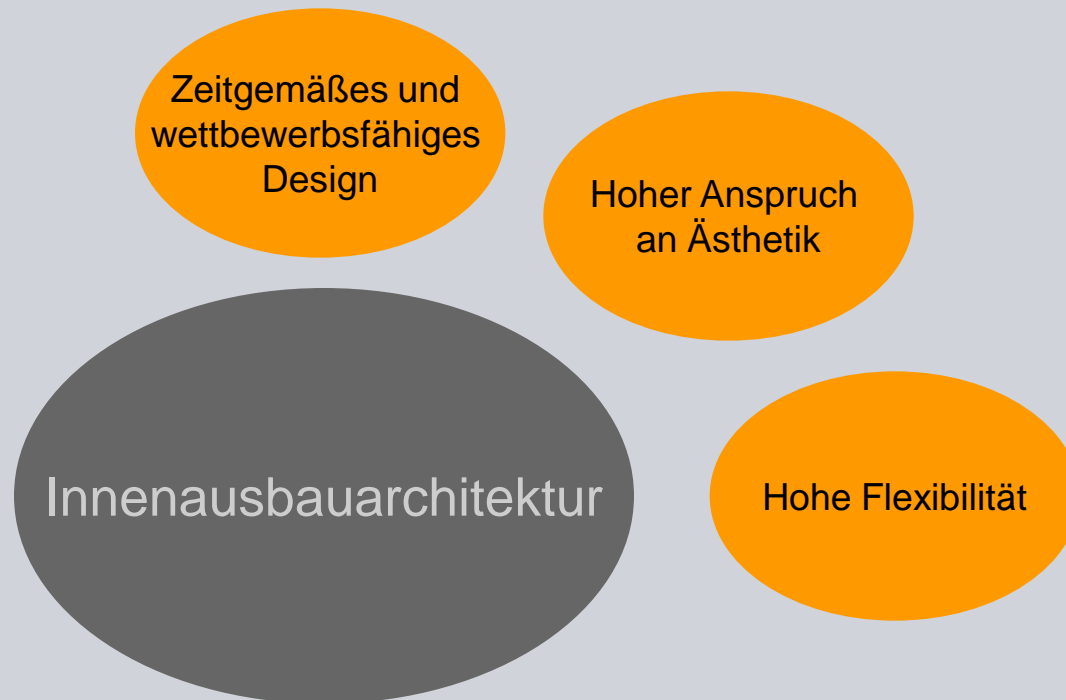 Zeitgemäßes und
wettbewerbsfähiges
Design
Hoher Anspruch
an Ästhetik
Innenausbauarchitektur
Hohe Flexibilität